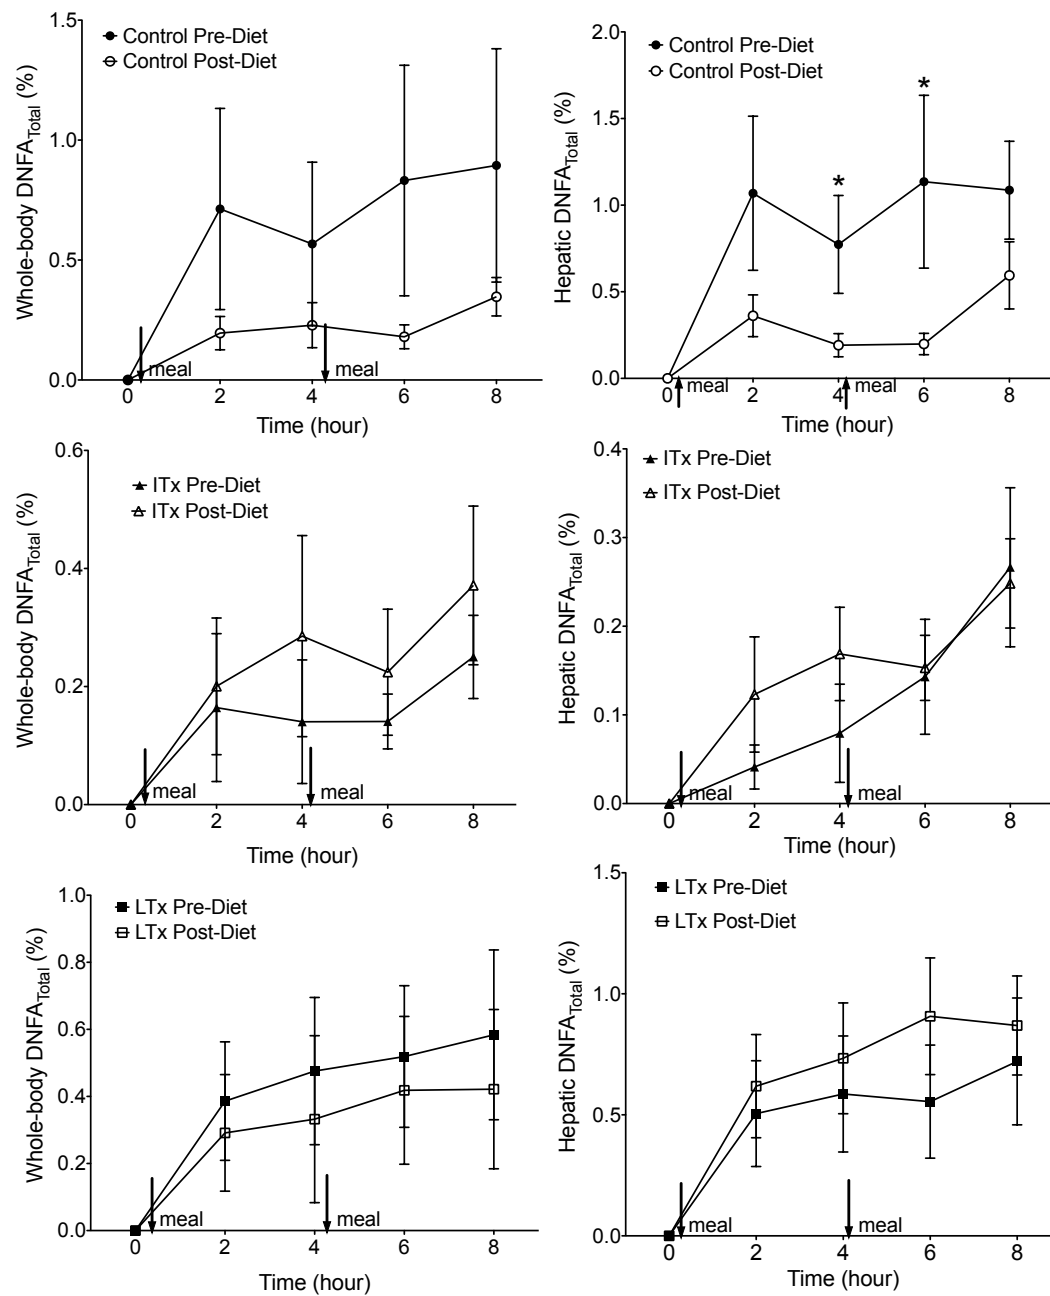 Whole-body DNFATotal (%)
1.5
1.0
0.5
0.0
Control Pre-Diet
Control Post-Diet
meal
meal
0 2 4 6 8
Time (hour)
Hepatic DNFATotal (%)
2.0
1.5
1.0
0.5
0.0
Control Pre-Diet
Control Post-Diet
*
*
meal
meal
0 2 4 6 8
Time (hour)
Whole-body DNFATotal (%)
0.6
0.4
0.2
0.0
ITx Pre-Diet
ITx Post-Diet
meal
meal
0 2 4 6 8
Time (hour)
Hepatic DNFATotal (%)
0.4
0.3
0.2
0.1
0.0
ITx Pre-Diet
ITx Post-Diet
meal
meal
0 2 4 6 8
Time (hour)
Whole-body DNFATotal (%)
1.0
0.8
0.6
0.4
0.2
0.0
LTx Pre-Diet
LTx Post-Diet
meal
meal
0 2 4 6 8
Time (hour)
Hepatic DNFATotal (%)
1.5
1.0
0.5
0.0
LTx Pre-Diet
LTx Post-Diet
meal
meal
0 2 4 6 8
Time (hour)